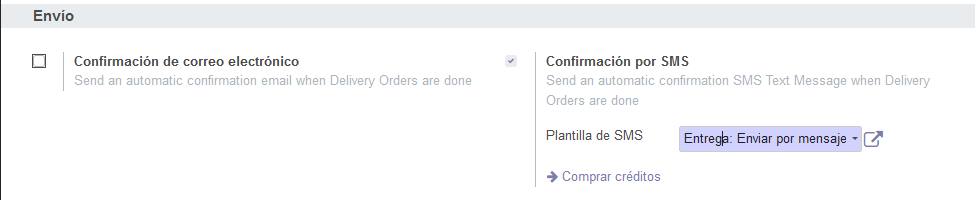 Envío
Confirmación de correo electrónico
Send an automatic confirmation email when Delivery Orders are done
Confirmación por SMS
Send an automatic confirmation SMS Text Message when Delivery
Orders are done
Plantilla de SMS
Entrega: Enviar por mensaje
Comprar créditos